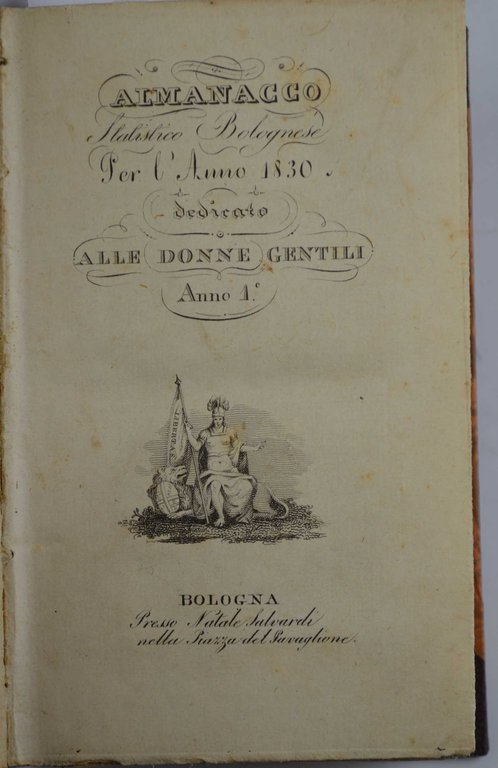 ALMANACCO
Statistico Bolognese
Per l'Anno 1830
dedicato
ALLE DONNE GENTILI
Anno 1.°
LIBERTAS
BOLOGNA
Presso Natale Salvardi
nella Piazza del Pavaglione.